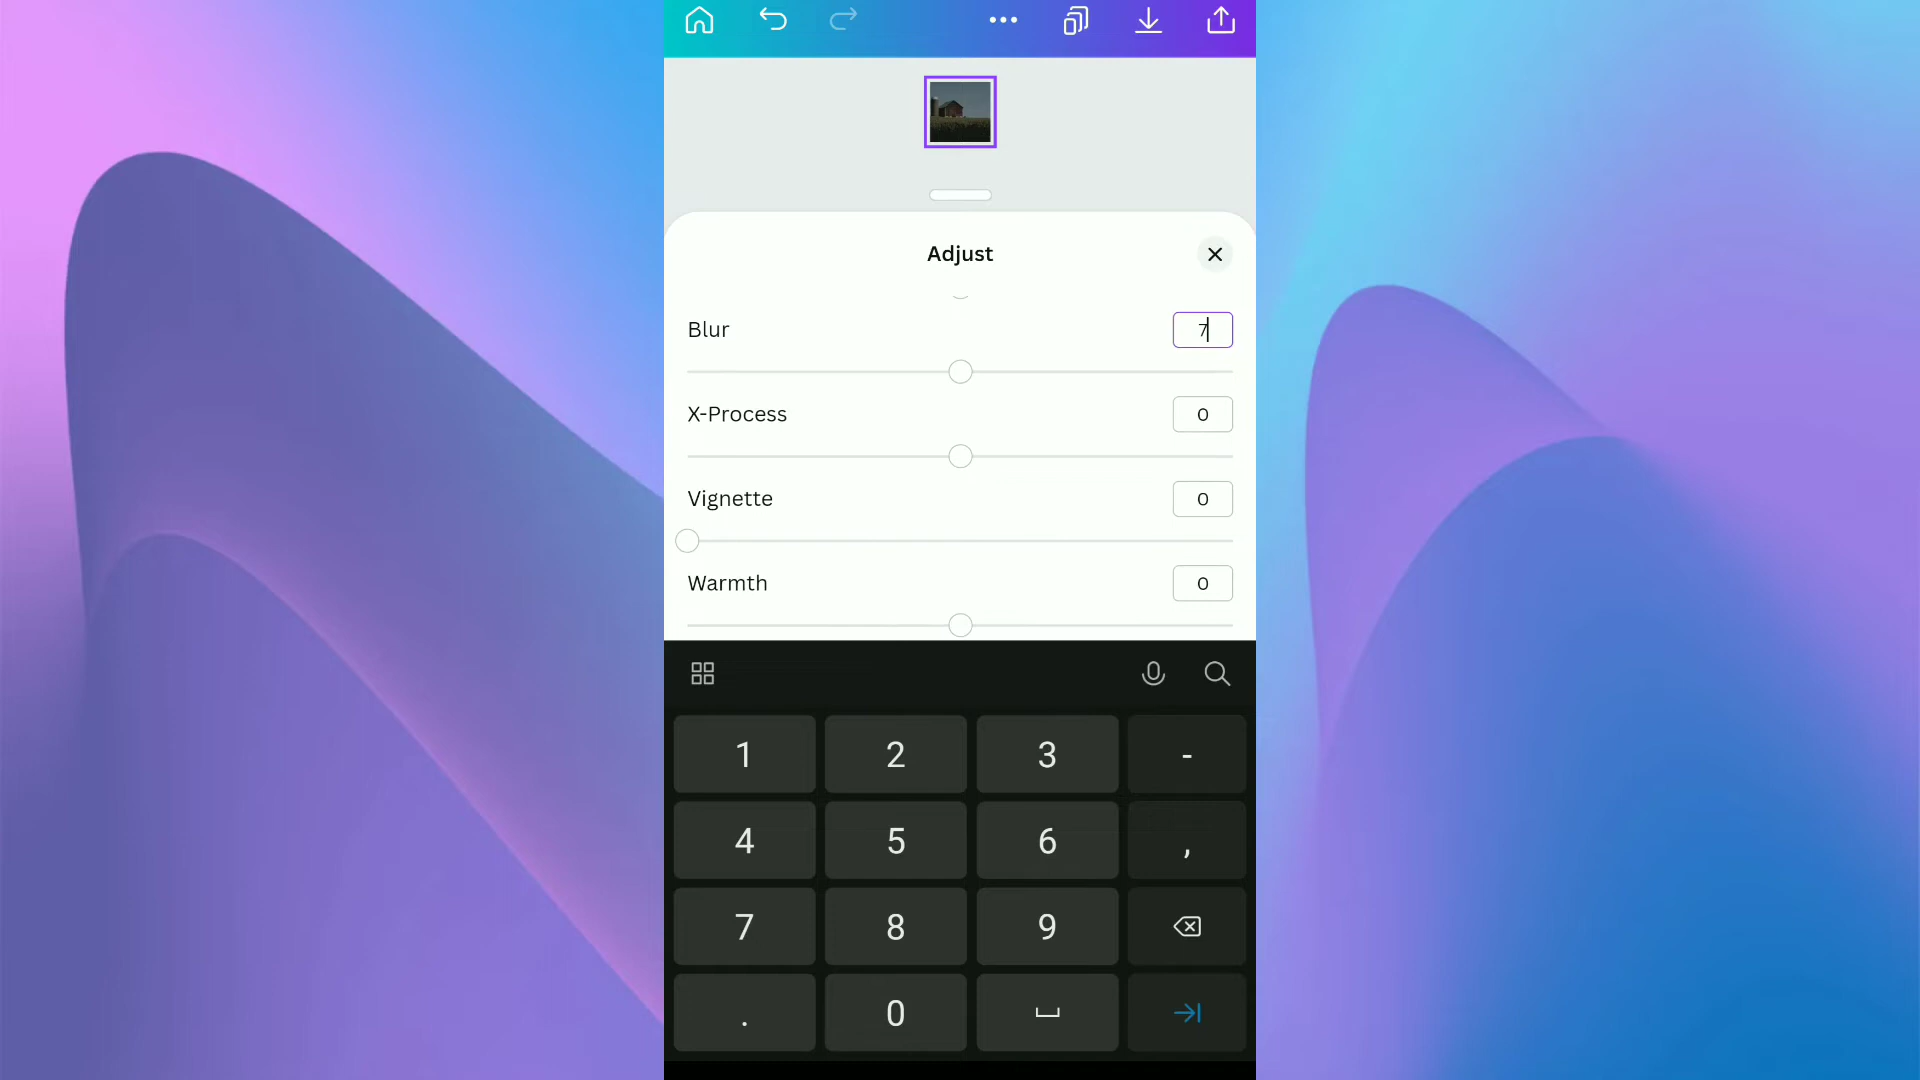 Adjust
Blur 7
X-Process 0
Vignette 0
Warmth 0
1 2 3 -
4 5 6 ,
7 8 9
. 0